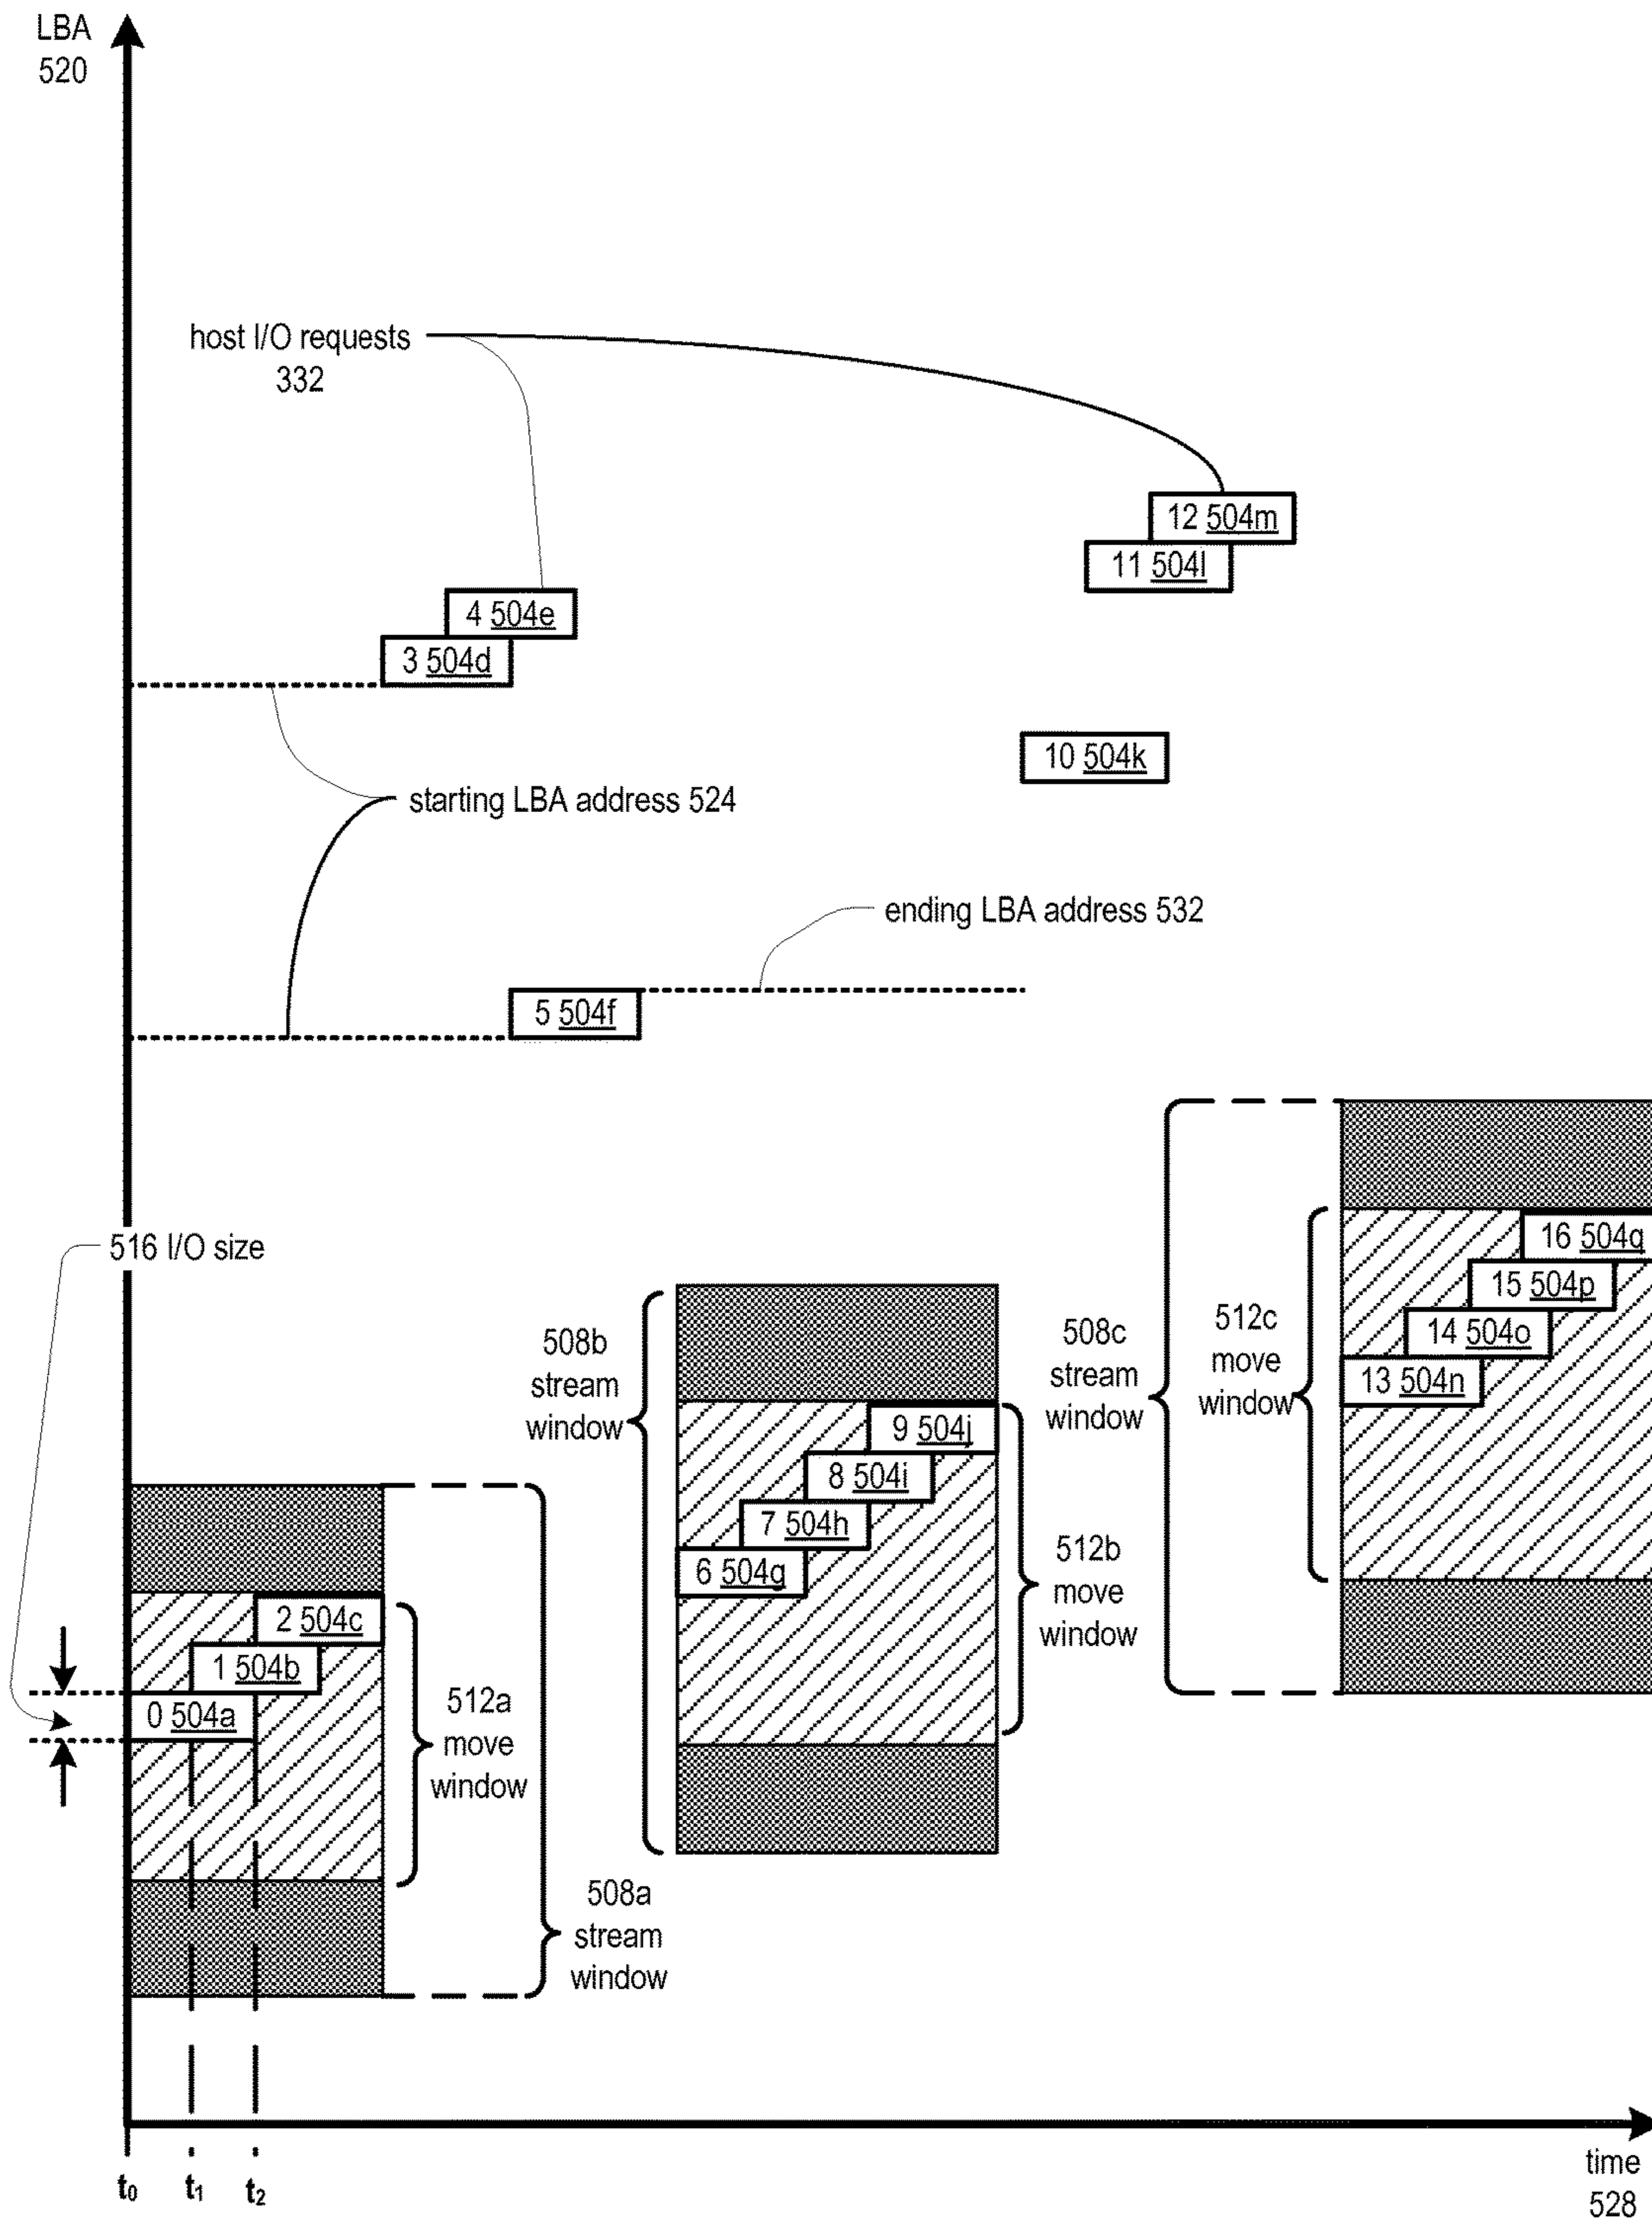 LBA
520
host I/O requests
332
12 504m
11 504l
4 504e
3 504d
10 504k
starting LBA address 524
ending LBA address 532
5 504f
516 I/O size
16 504q
15 504p
14 504o
13 504n
512c
move
window
508c
stream
window
508b
stream
window
9 504j
8 504i
7 504h
6 504g
512b
move
window
2 504c
1 504b
0 504a
512a
move
window
508a
stream
window
t0 t1 t2
time
528